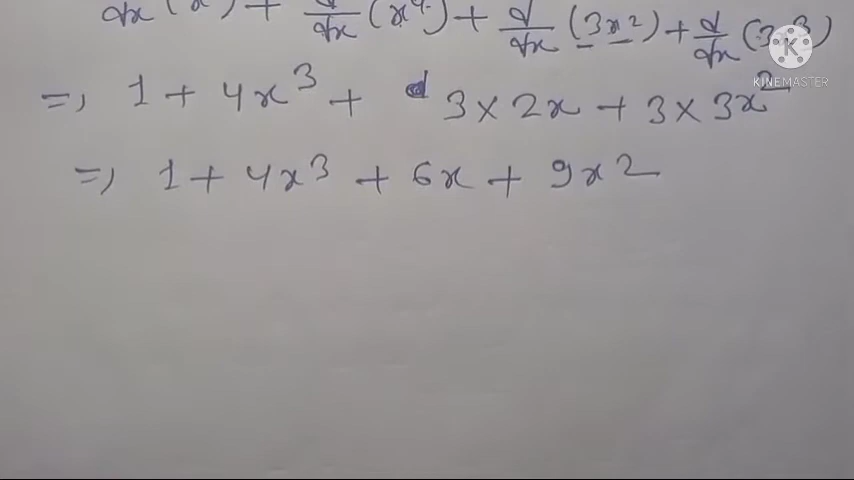 d/dx (x) + d/dx (x⁴) + d/dx (3x²) + d/dx (3x³)
=> 1 + 4x³ + d 3 × 2x + 3 × 3x²
=> 1 + 4x³ + 6x + 9x²
K
KINEMASTER